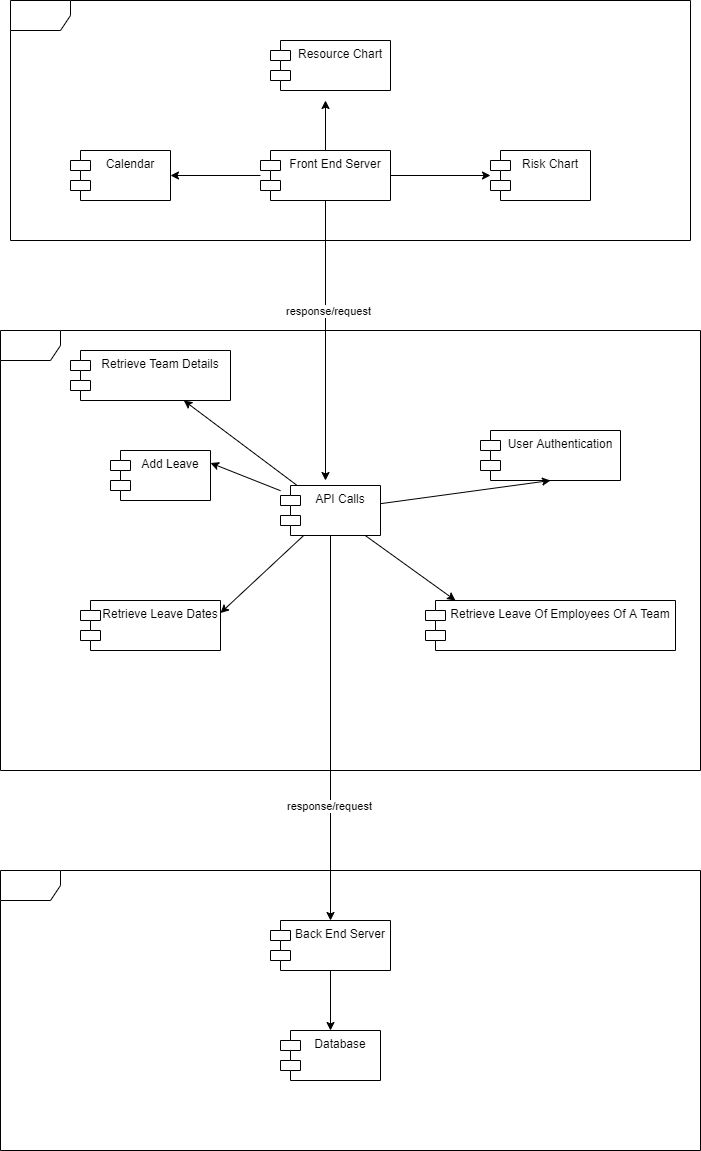 Resource Chart
Calendar
Front End Server
Risk Chart
response/request
Retrieve Team Details
User Authentication
Add Leave
API Calls
Retrieve Leave Dates
Retrieve Leave Of Employees Of A Team
response/request
Back End Server
Database